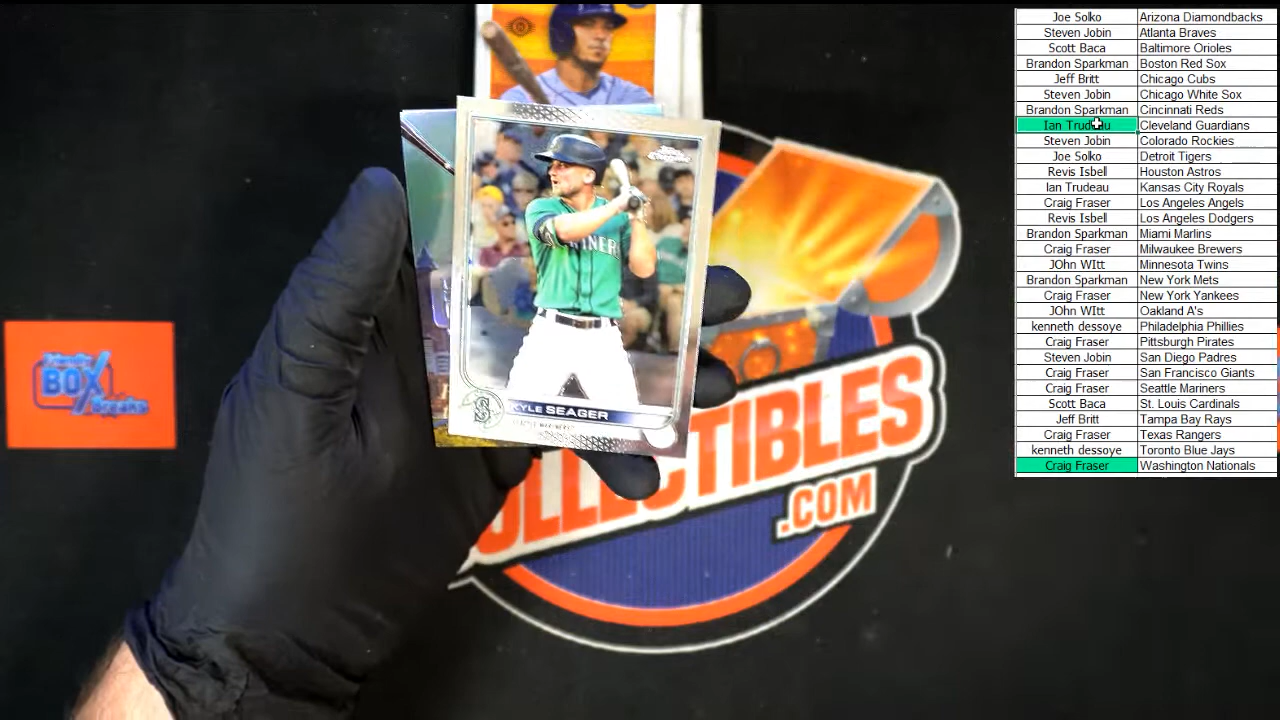 Joe Solko Arizona Diamondbacks
Steven Jobin Atlanta Braves
Scott Baca Baltimore Orioles
Brandon Sparkman Boston Red Sox
Jeff Britt Chicago Cubs
Steven Jobin Chicago White Sox
Brandon Sparkman Cincinnati Reds
Ian Trudeau Cleveland Guardians
Steven Jobin Colorado Rockies
Joe Solko Detroit Tigers
Revis Isbell Houston Astros
Ian Trudeau Kansas City Royals
Craig Fraser Los Angeles Angels
Revis Isbell Los Angeles Dodgers
Brandon Sparkman Miami Marlins
Craig Fraser Milwaukee Brewers
JOhn WItt Minnesota Twins
Brandon Sparkman New York Mets
Craig Fraser New York Yankees
JOhn WItt Oakland A's
kenneth dessoye Philadelphia Phillies
Craig Fraser Pittsburgh Pirates
Steven Jobin San Diego Padres
Craig Fraser San Francisco Giants
Craig Fraser Seattle Mariners
Scott Baca St. Louis Cardinals
Jeff Britt Tampa Bay Rays
Craig Fraser Texas Rangers
kenneth dessoye Toronto Blue Jays
Craig Fraser Washington Nationals
KYLE SEAGER
SEATTLE MARINERS
Friendly
BOX
Breaks
OLLECTIBLES
.COM